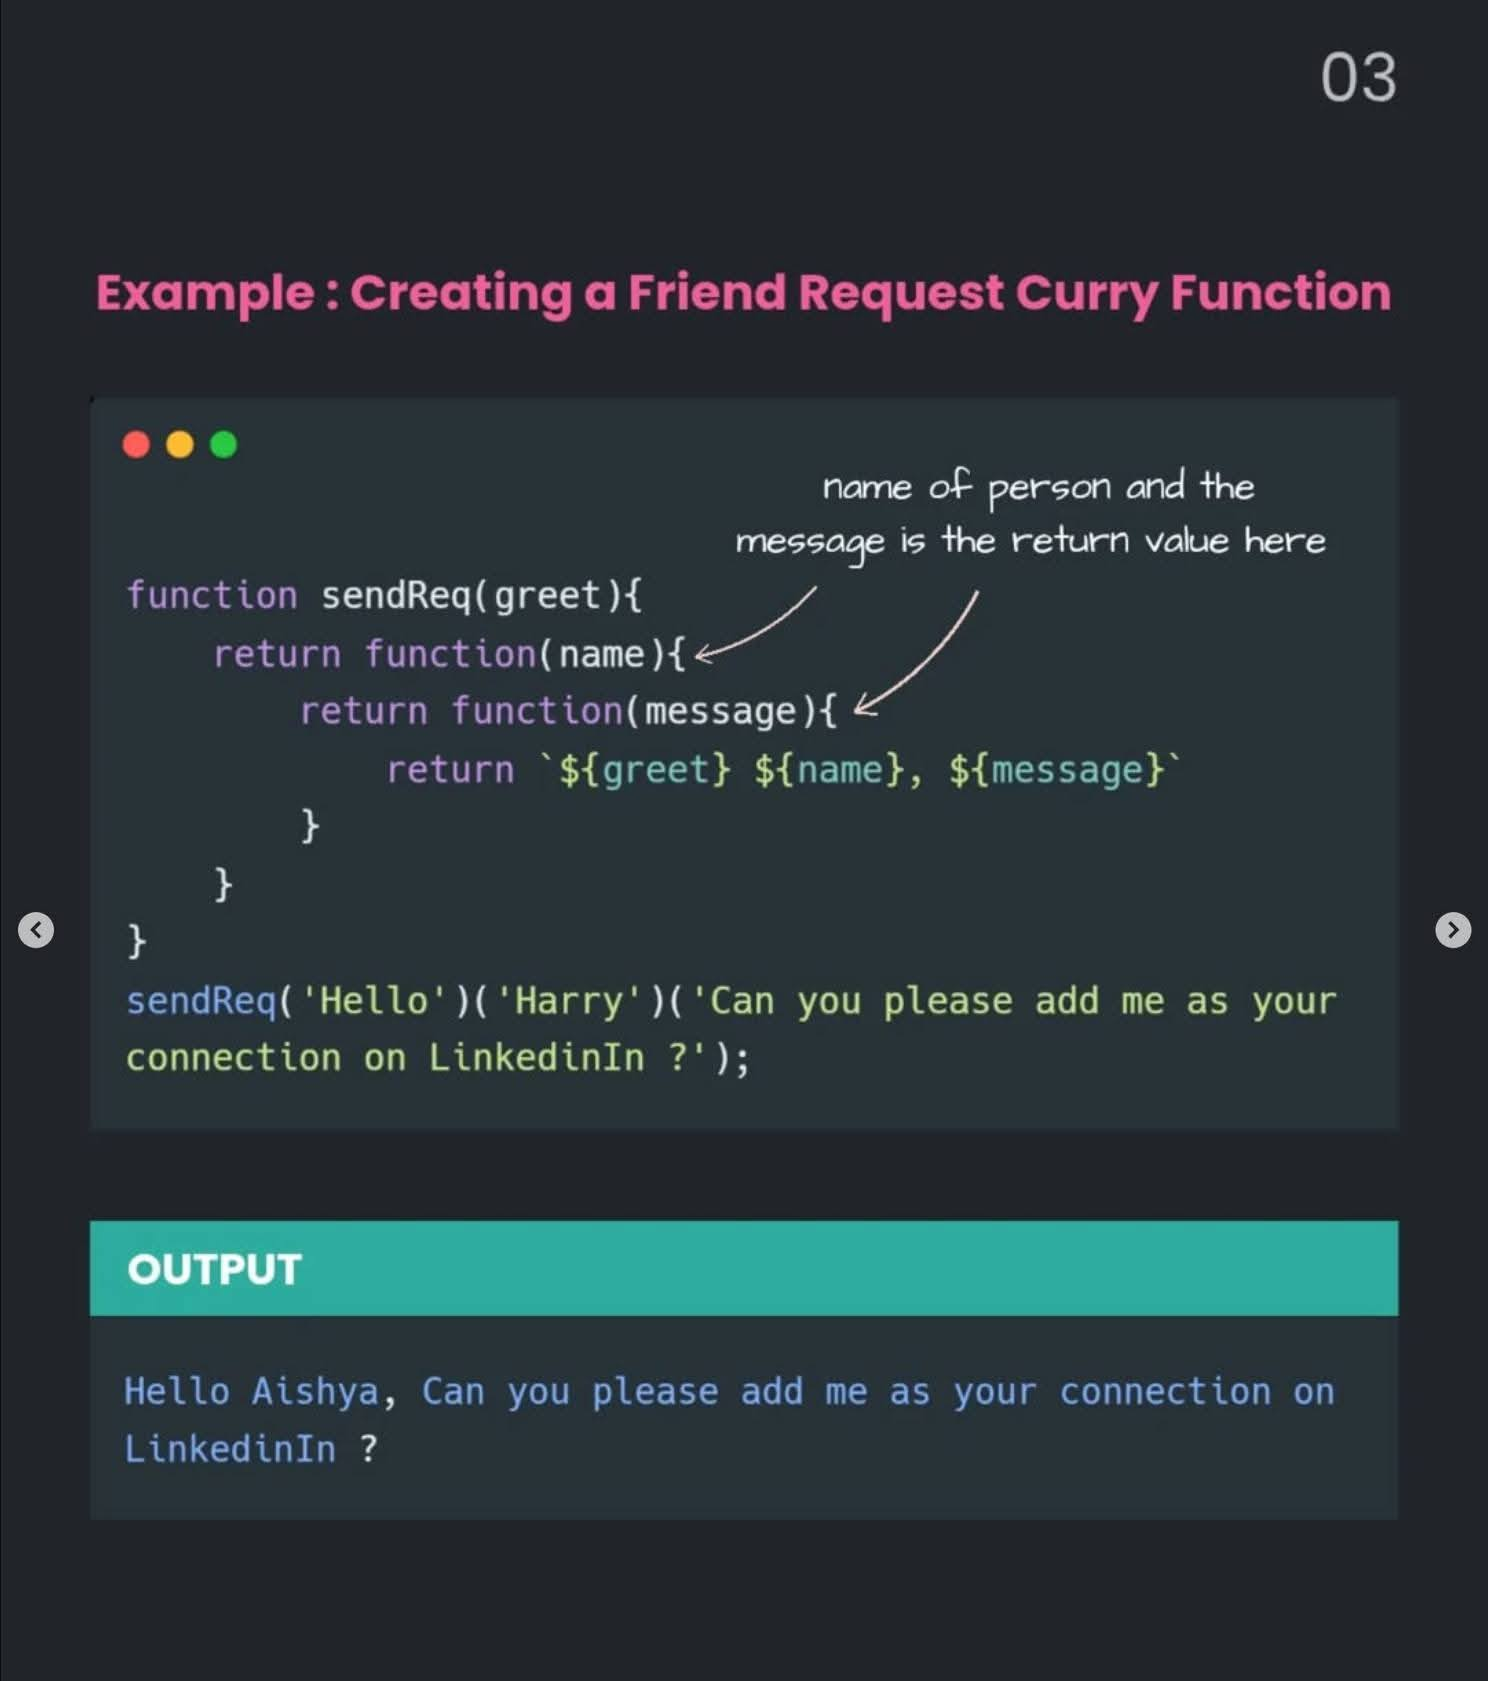 03
Example : Creating a Friend Request Curry Function
name of person and the
message is the return value here
function sendReq(greet){
return function(name){
return function(message){
return `${greet} ${name}, ${message}`
}
}
}
sendReq('Hello')('Harry')('Can you please add me as your
connection on LinkedinIn ?');
OUTPUT
Hello Aishya, Can you please add me as your connection on
LinkedinIn ?